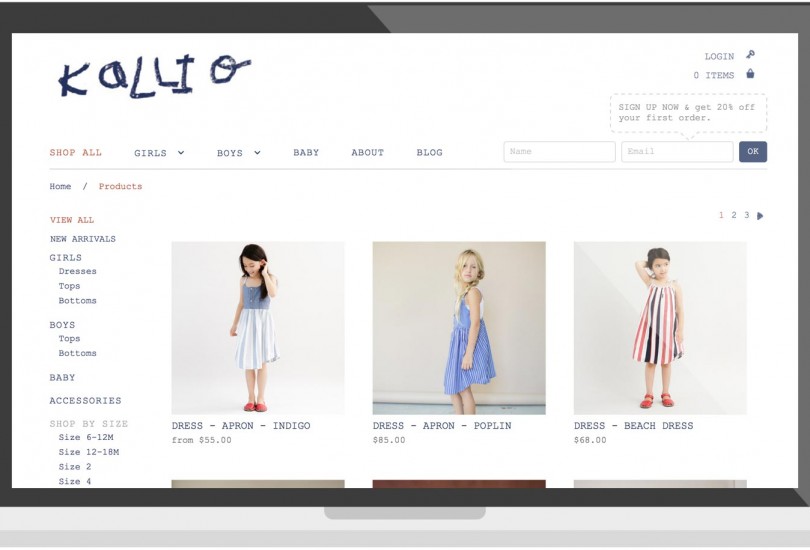 KALLIO
LOGIN
0 ITEMS
SIGN UP NOW & get 20% off
your first order.
SHOP ALL GIRLS BOYS BABY ABOUT BLOG Name Email OK
Home / Products
1 2 3
VIEW ALL
NEW ARRIVALS
GIRLS
Dresses
Tops
Bottoms
BOYS
Tops
Bottoms
BABY
ACCESSORIES
SHOP BY SIZE
Size 6-12M
Size 12-18M
Size 2
Size 4
DRESS - APRON - INDIGO
from $55.00
DRESS - APRON - POPLIN
$85.00
DRESS - BEACH DRESS
$68.00